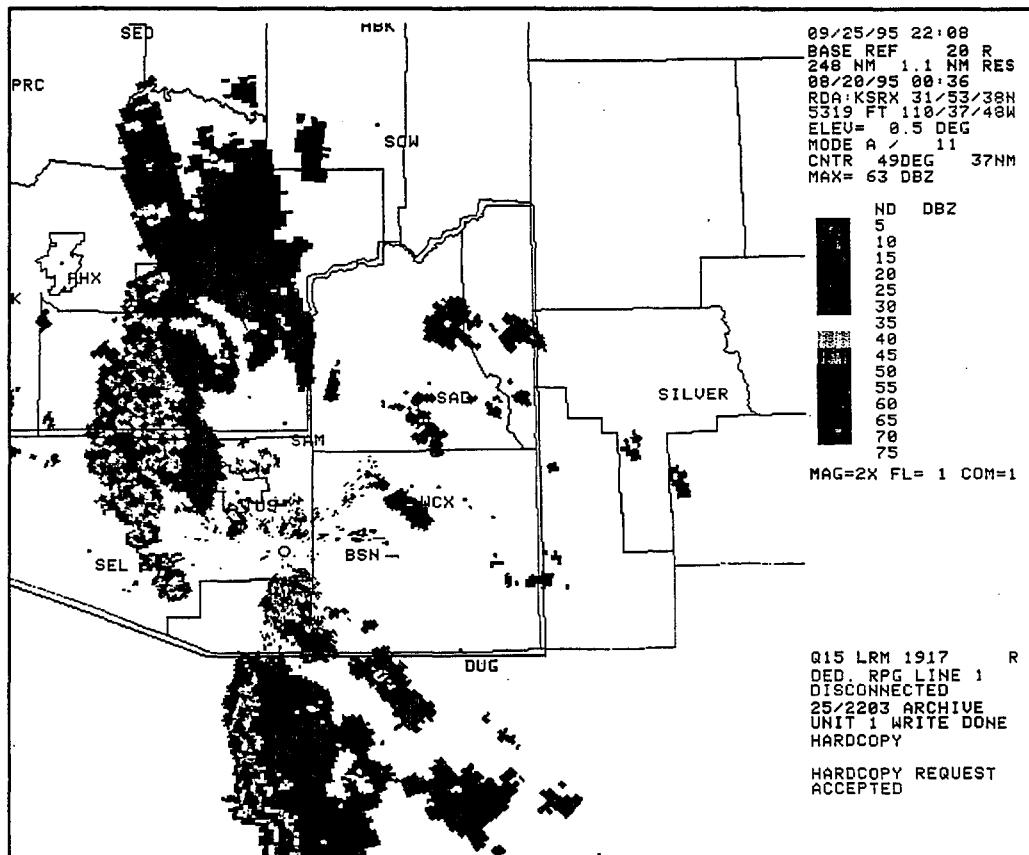 SED
MBK
PRC
SOW
AHX
K
SAD
SILVER
SAM
TUS
WCX
BSN
SEL
DUG
09/25/95 22:08
BASE REF 20 R
248 NM 1.1 NM RES
08/20/95 00:36
RDA:KSRX 31/53/38N
5319 FT 110/37/48W
ELEV= 0.5 DEG
MODE A / 11
CNTR 49DEG 37NM
MAX= 63 DBZ
ND DBZ
5
10
15
20
25
30
35
40
45
50
55
60
65
70
75
MAG=2X FL= 1 COM=1
Q15 LRM 1917 R
DED. RPG LINE 1
DISCONNECTED
25/2203 ARCHIVE
UNIT 1 WRITE DONE
HARDCOPY
HARDCOPY REQUEST
ACCEPTED